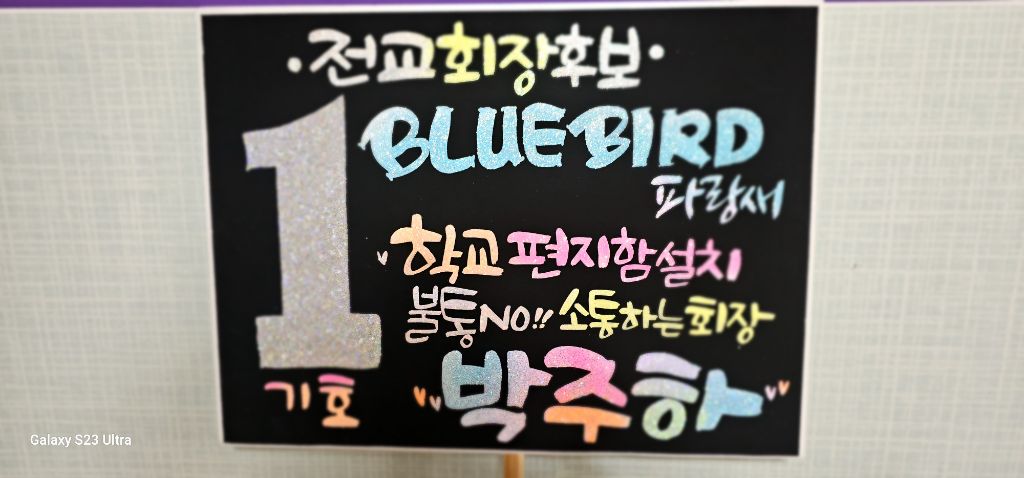 ·전교회장후보·
1 BLUEBIRD
파랑새
학교 편지함설치
불통NO!! 소통하는회장
기호 박주하
Galaxy S23 Ultra